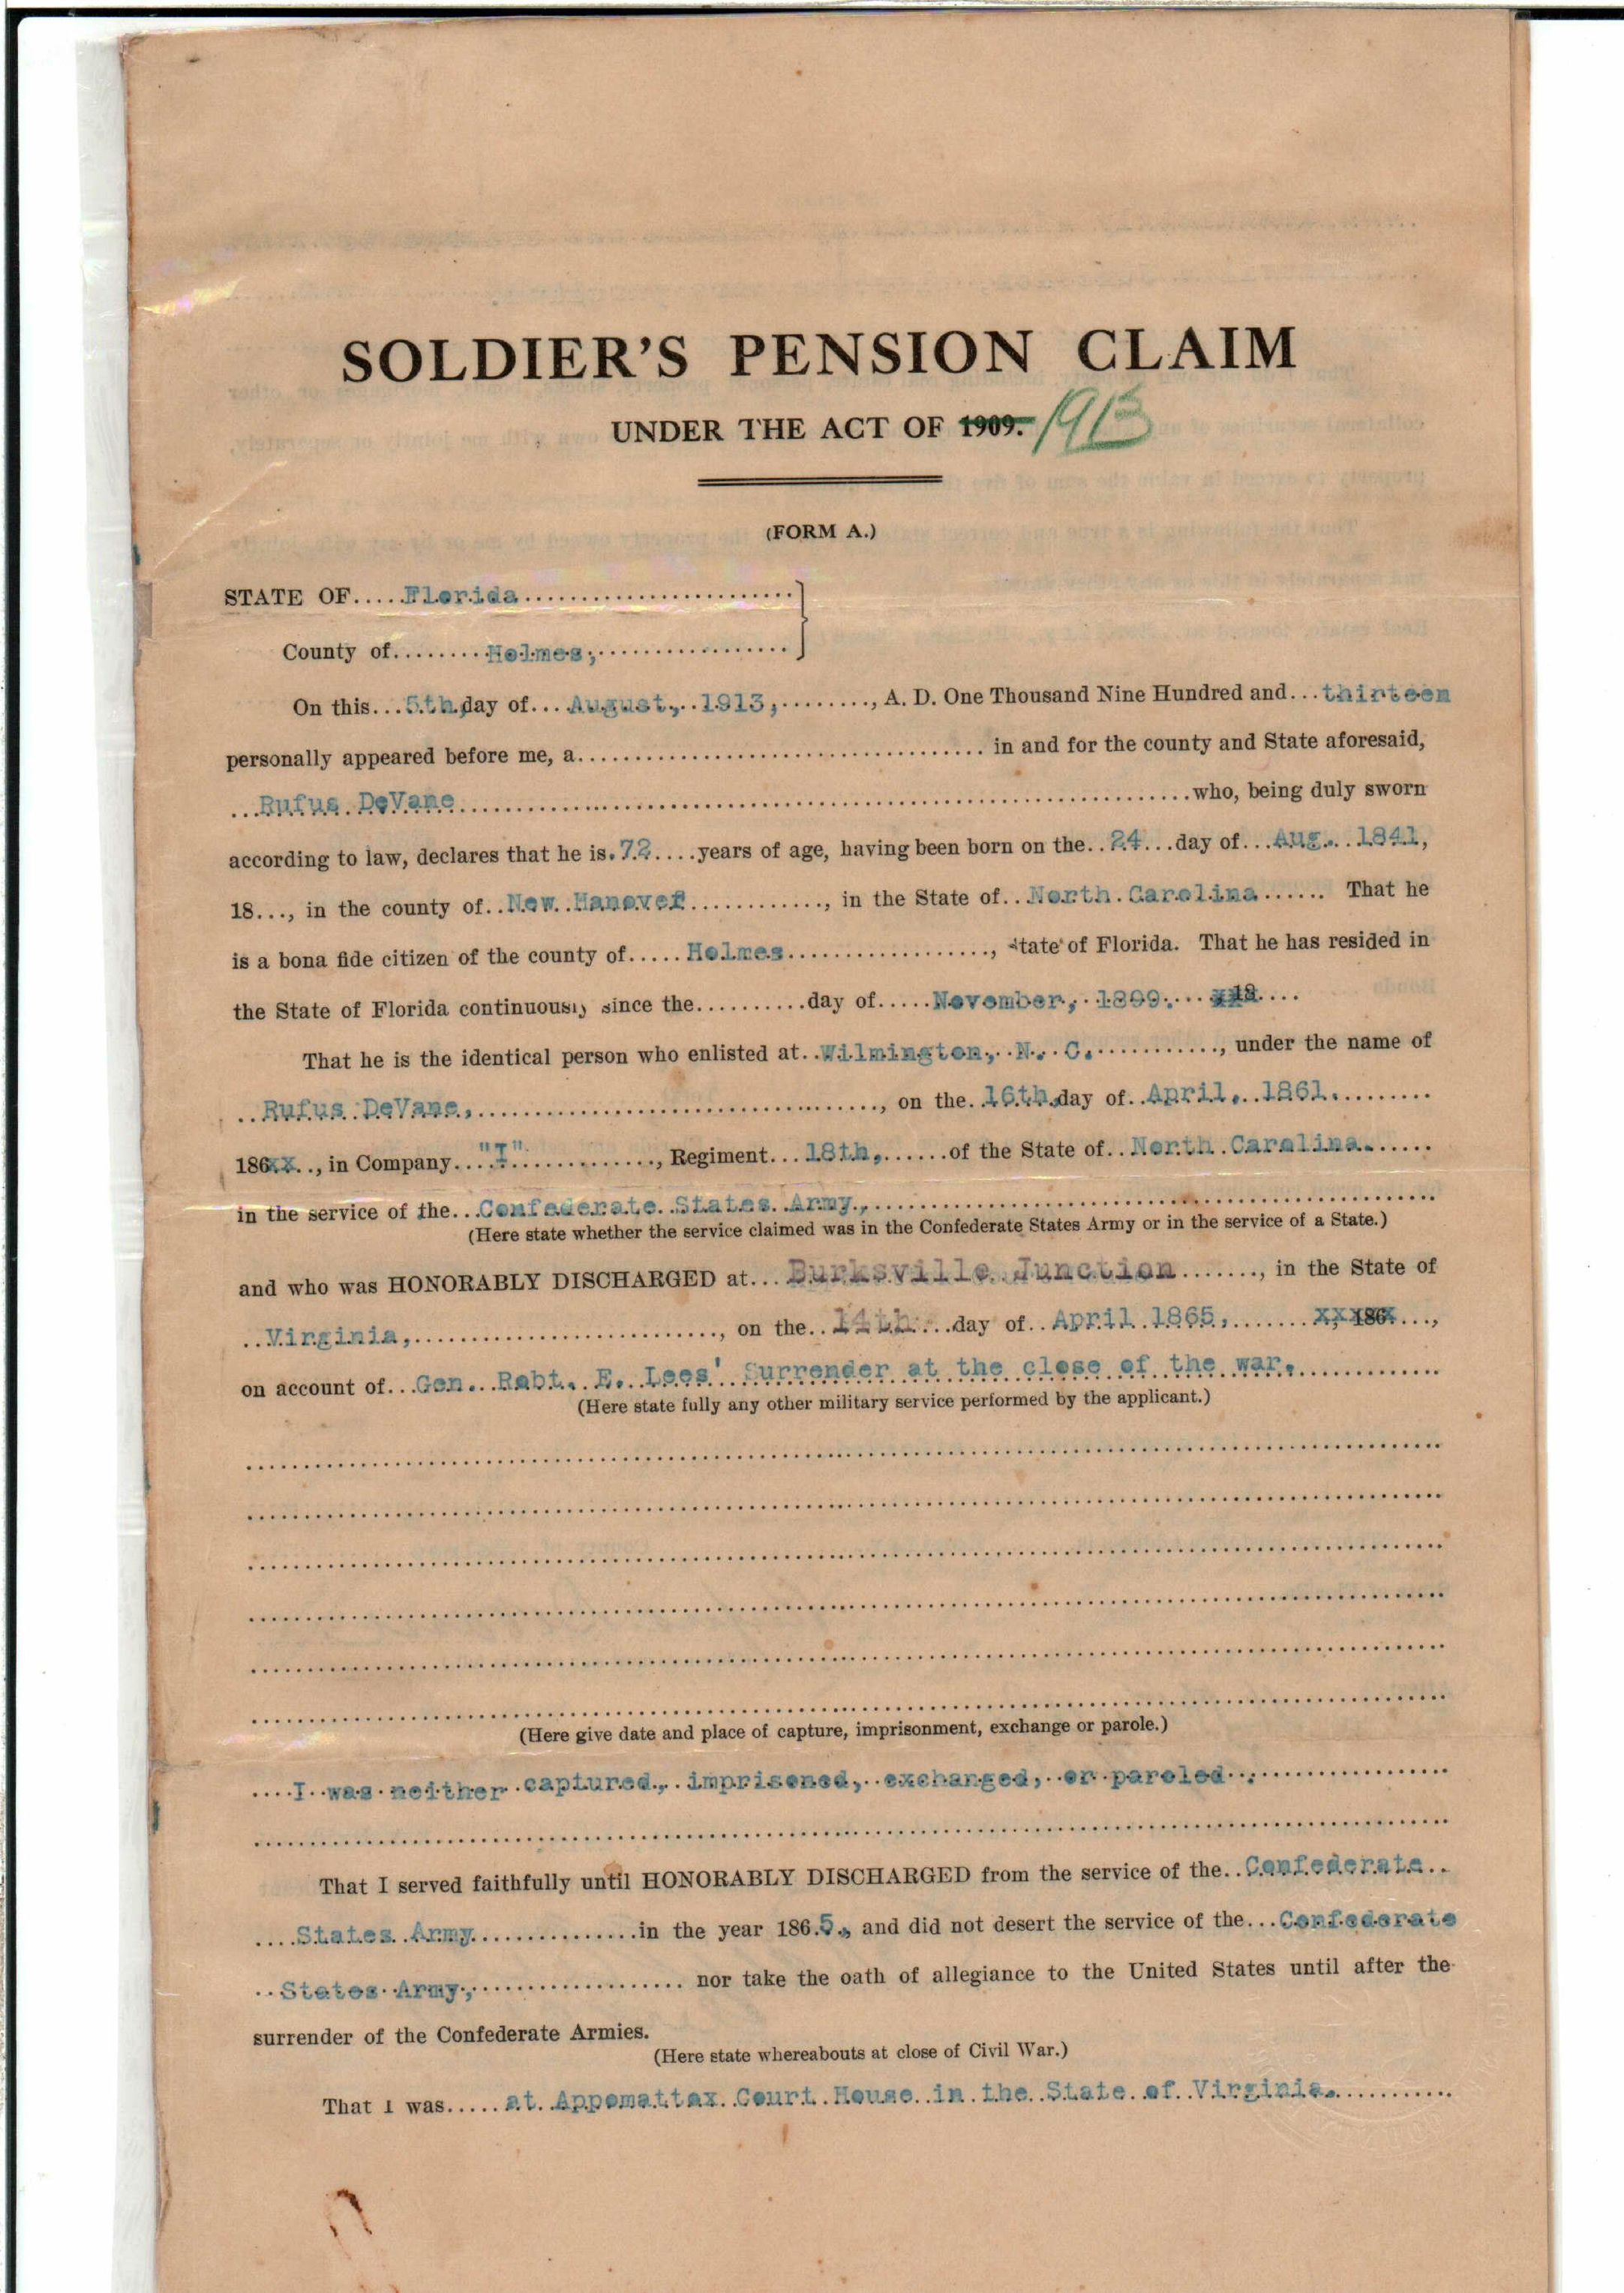 SOLDIER'S PENSION CLAIM
UNDER THE ACT OF 1909. 1913
(FORM A.)
STATE OF.....Florida........................
County of.........Holmes,.................
On this...5th,day of...August,..1913,........., A. D. One Thousand Nine Hundred and...thirteen
personally appeared before me, a..................................... in and for the county and State aforesaid,
...Rufus DeVane....................................................................who, being duly sworn
according to law, declares that he is.72....years of age, having been born on the..24...day of...Aug...1841,
18..., in the county of..New Hanover............., in the State of..North Carolina....... That he
is a bona fide citizen of the county of.....Holmes..................., State of Florida. That he has resided in
the State of Florida continuously since the..........day of.....November, 1899....xx18....
That he is the identical person who enlisted at..Wilmington,..N. C............., under the name of
..Rufus DeVane,....................................., on the..16th,day of..April,..1861..........
186xx.., in Company...."I"............., Regiment...18th,......of the State of..North Carolina.......
in the service of the...Confederate States Army,....................................................
(Here state whether the service claimed was in the Confederate States Army or in the service of a State.)
and who was HONORABLY DISCHARGED at...Burksville Junction........, in the State of
..Virginia,............................, on the..14th....day of..April 1865,........xxx186x....,
on account of...Gen. Robt. E. Lees' Surrender at the close of the war...............
(Here state fully any other military service performed by the applicant.)
(Here give date and place of capture, imprisonment, exchange or parole.)
....I was neither captured, imprisoned, exchanged, or paroled..:..................
That I served faithfully until HONORABLY DISCHARGED from the service of the..Confederate..
....States Army...............in the year 186.5., and did not desert the service of the...Confederate
..States Army,.................... nor take the oath of allegiance to the United States until after the
surrender of the Confederate Armies.
(Here state whereabouts at close of Civil War.)
That I was.....at Appomattox Court House in the State of Virginia............